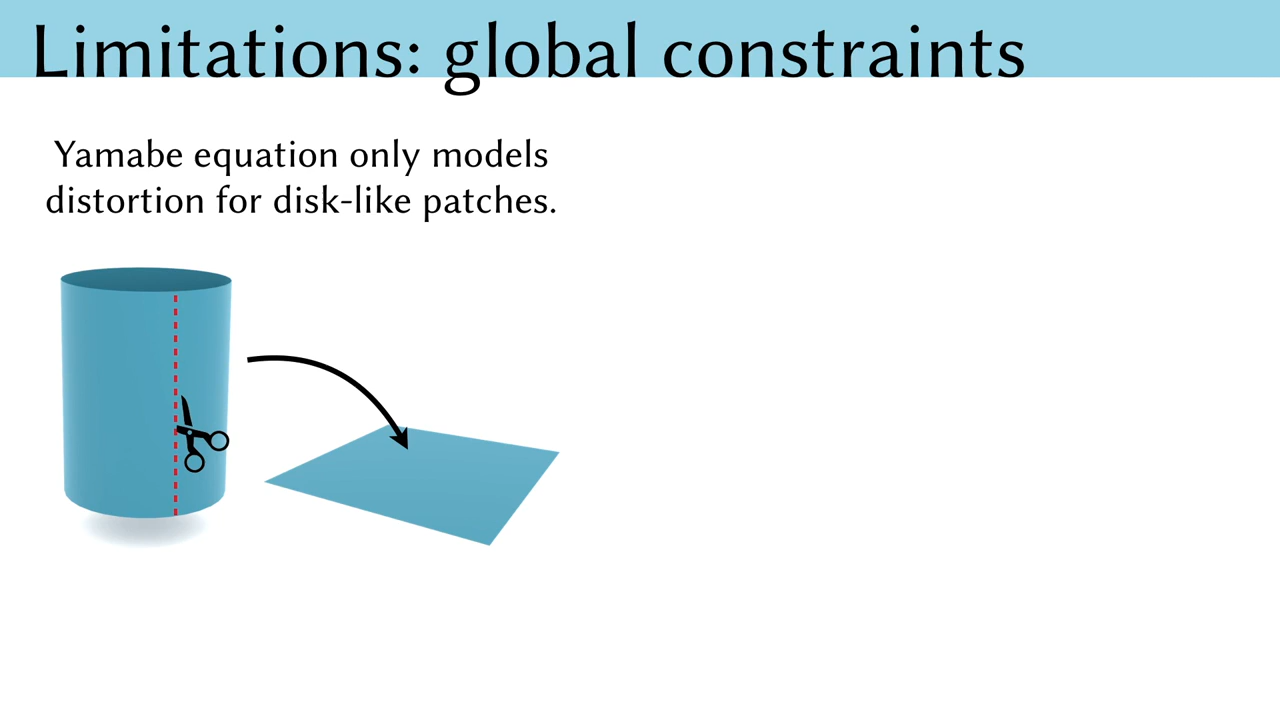 Limitations: global constraints
Yamabe equation only models
distortion for disk-like patches.